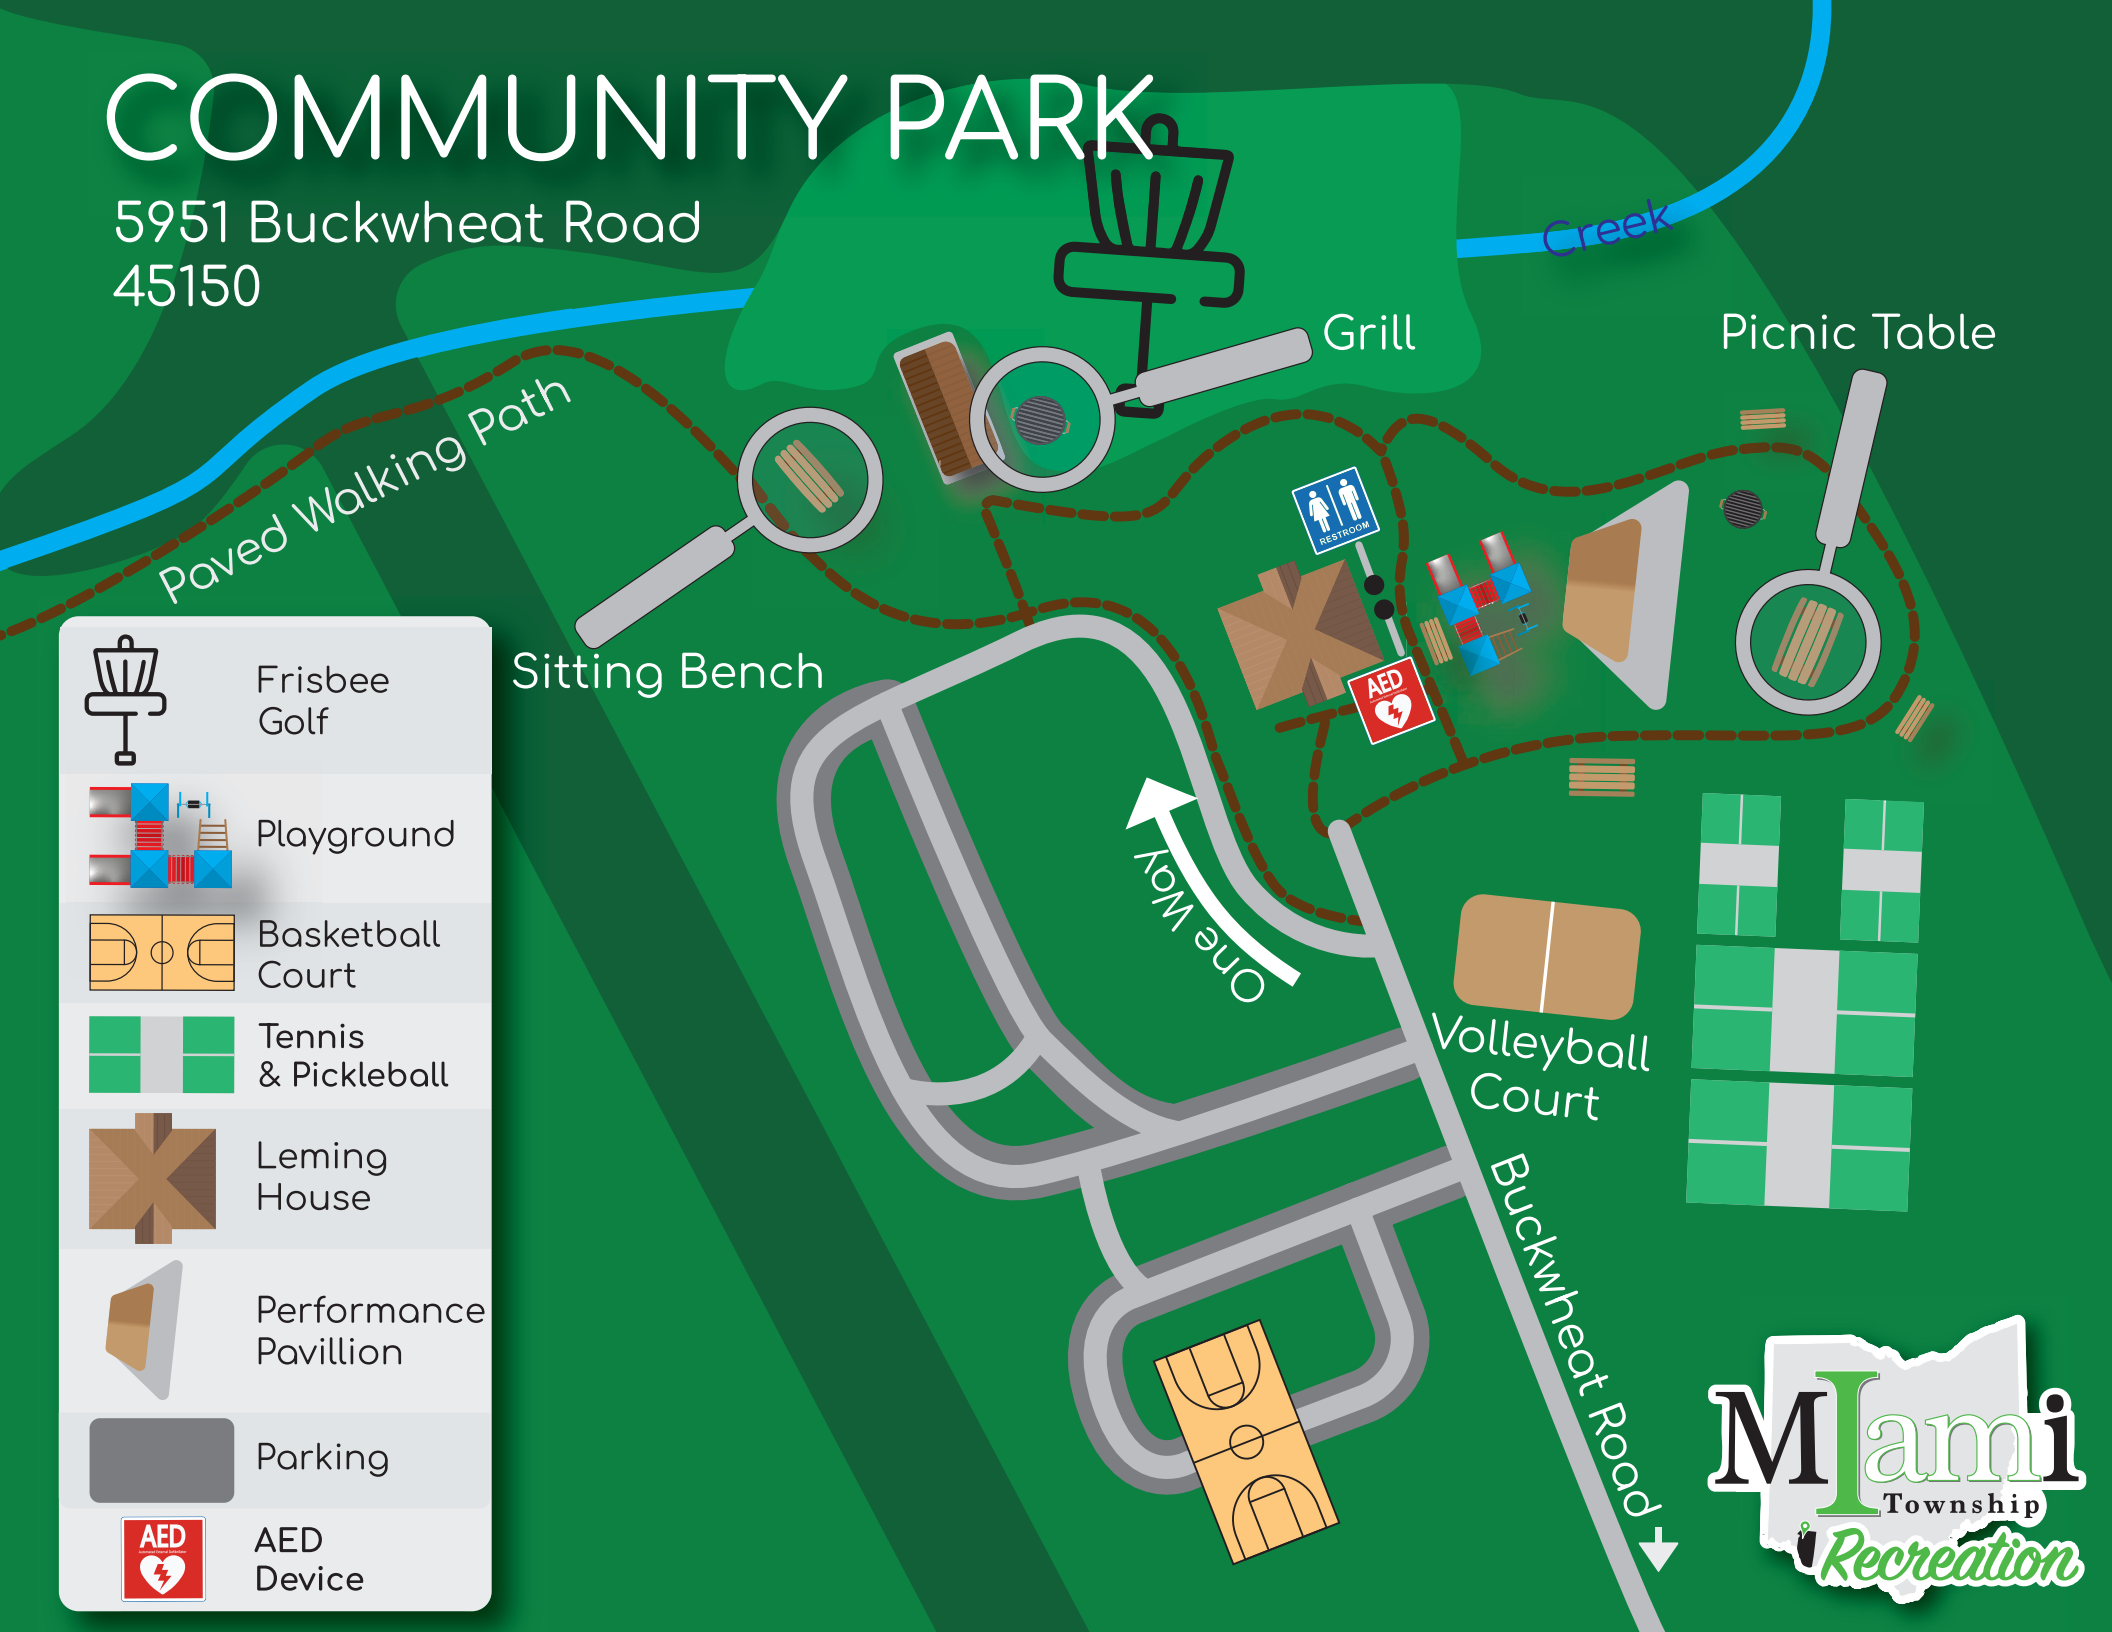 COMMUNITY PARK
5951 Buckwheat Road
45150
Creek
Grill
Picnic Table
Paved Walking Path
RESTROOM
Sitting Bench
AED
One Way
Volleyball
Court
Buckwheat Road
Frisbee
Golf
Playground
Basketball
Court
Tennis
& Pickleball
Leming
House
Performance
Pavillion
Parking
AED
AED
Device
MIami
Township
Recreation